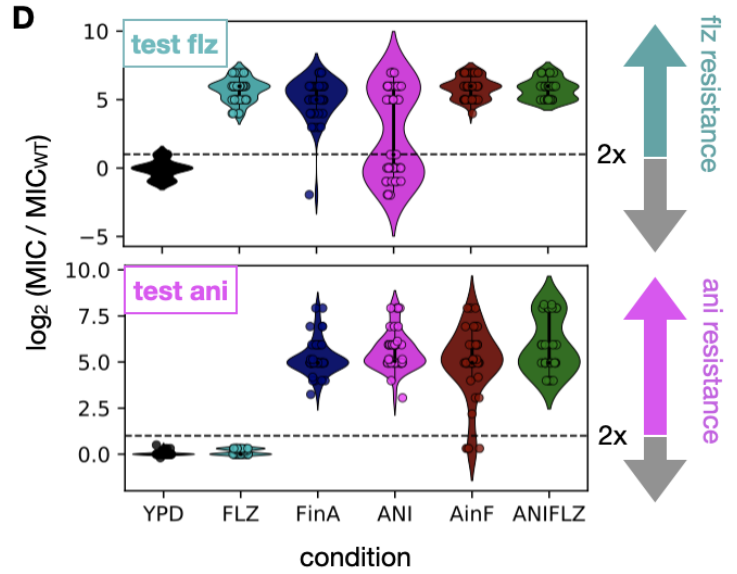 D
test flz
10
5
0
−5
2x
flz resistance
log2 (MIC / MICWT)
test ani
10.0
7.5
5.0
2.5
0.0
2x
ani resistance
YPD FLZ FinA ANI AinF ANIFLZ
condition